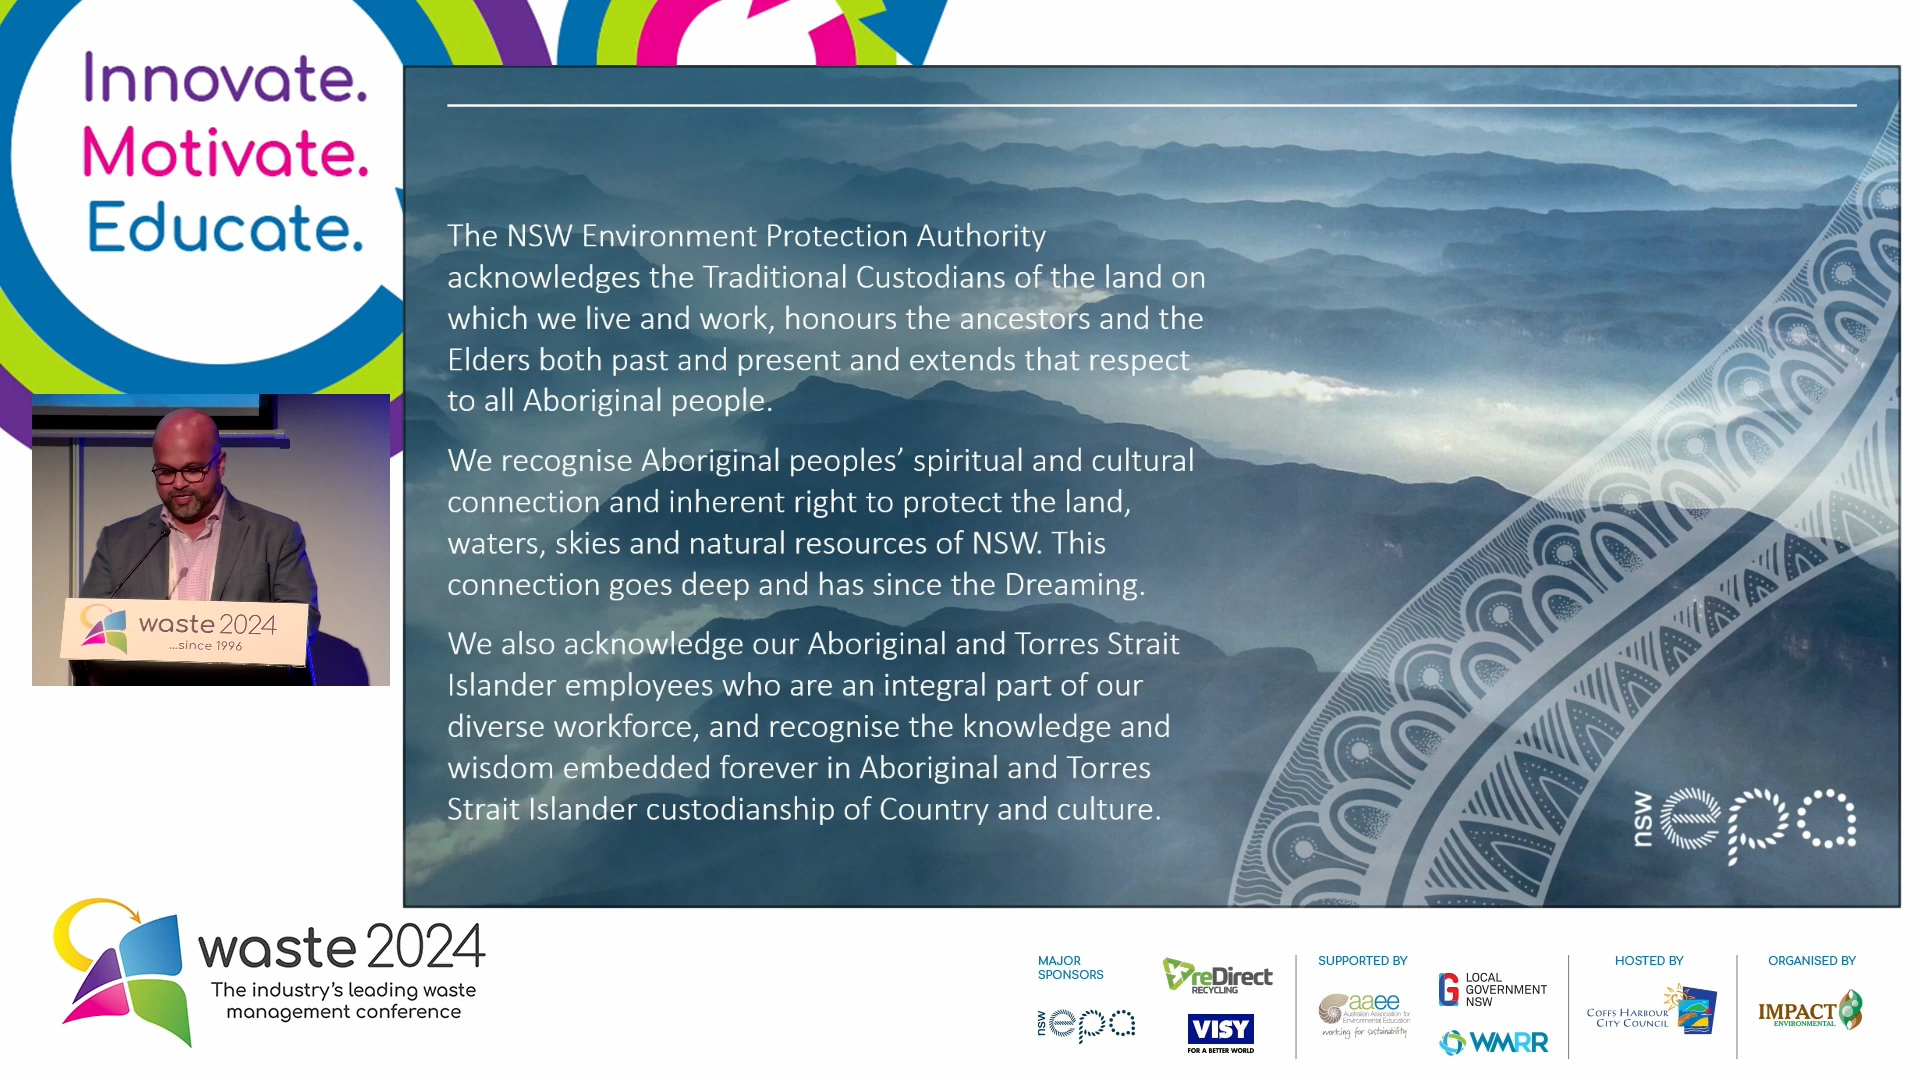 Innovate.
Motivate.
Educate.
The NSW Environment Protection Authority
acknowledges the Traditional Custodians of the land on
which we live and work, honours the ancestors and the
Elders both past and present and extends that respect
to all Aboriginal people.
We recognise Aboriginal peoples’ spiritual and cultural
connection and inherent right to protect the land,
waters, skies and natural resources of NSW. This
connection goes deep and has since the Dreaming.
We also acknowledge our Aboriginal and Torres Strait
Islander employees who are an integral part of our
diverse workforce, and recognise the knowledge and
wisdom embedded forever in Aboriginal and Torres
Strait Islander custodianship of Country and culture.
nsw epa
waste 2024
...since 1996
waste 2024
The industry's leading waste
management conference
MAJOR
SPONSORS
nsw epa
reDirect
RECYCLING
VISY
FOR A BETTER WORLD
SUPPORTED BY
aaee
Australian Association for
Environmental Education
working for sustainability
LOCAL
GOVERNMENT
NSW
WMRR
HOSTED BY
COFFS HARBOUR
CITY COUNCIL
ORGANISED BY
IMPACT
ENVIRONMENTAL